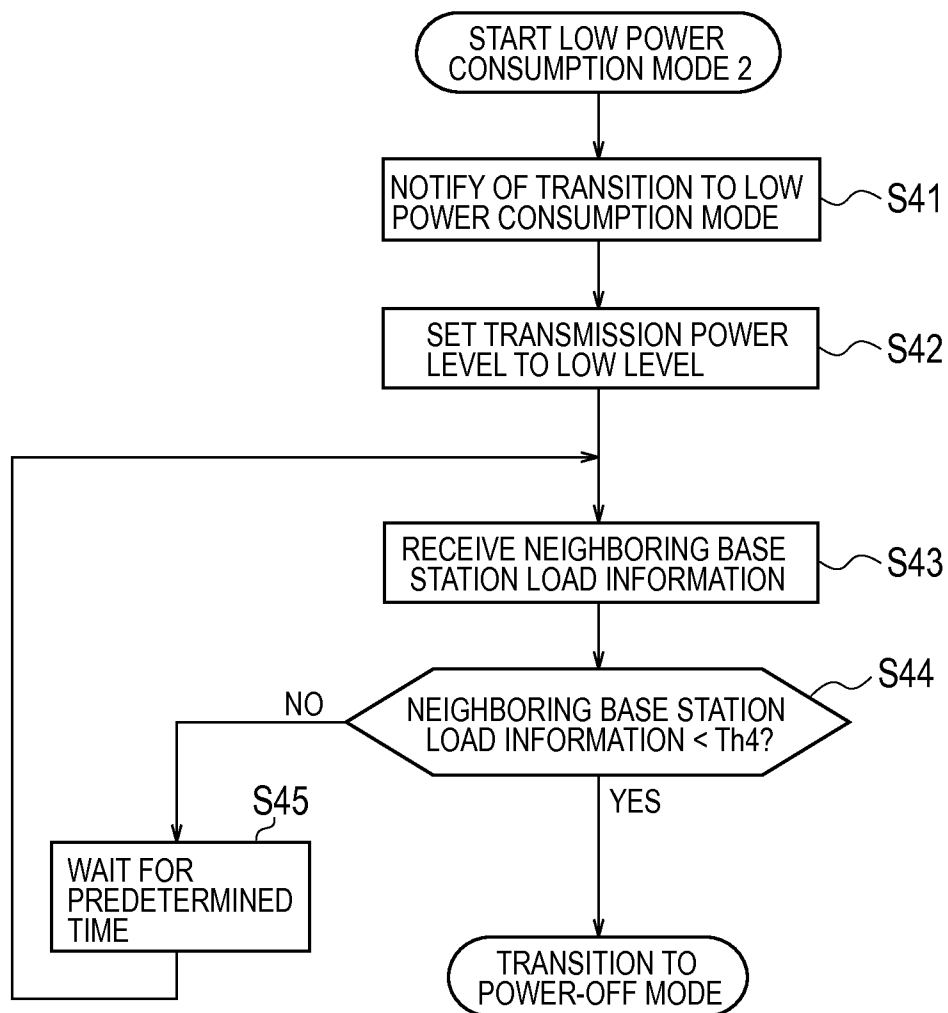 START LOW POWER
CONSUMPTION MODE 2
NOTIFY OF TRANSITION TO LOW
POWER CONSUMPTION MODE
S41
SET TRANSMISSION POWER
LEVEL TO LOW LEVEL
S42
RECEIVE NEIGHBORING BASE
STATION LOAD INFORMATION
S43
NEIGHBORING BASE STATION
LOAD INFORMATION < Th4?
S44
NO
YES
S45
WAIT FOR
PREDETERMINED
TIME
TRANSITION TO
POWER-OFF MODE